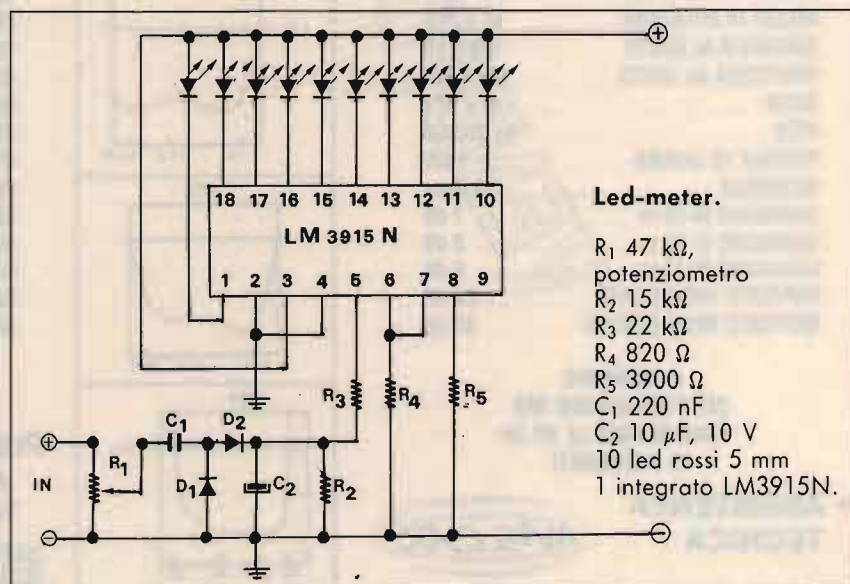 18 17 16 15 14 13 12 11 10
LM 3915 N
1 2 3 4 5 6 7 8 9
R3
R4
R5
C1
D2
IN
R1
D1
C2
R2
Led-meter.
R1 47 kΩ,
potenziometro
R2 15 kΩ
R3 22 kΩ
R4 820 Ω
R5 3900 Ω
C1 220 nF
C2 10 μF, 10 V
10 led rossi 5 mm
1 integrato LM3915N.